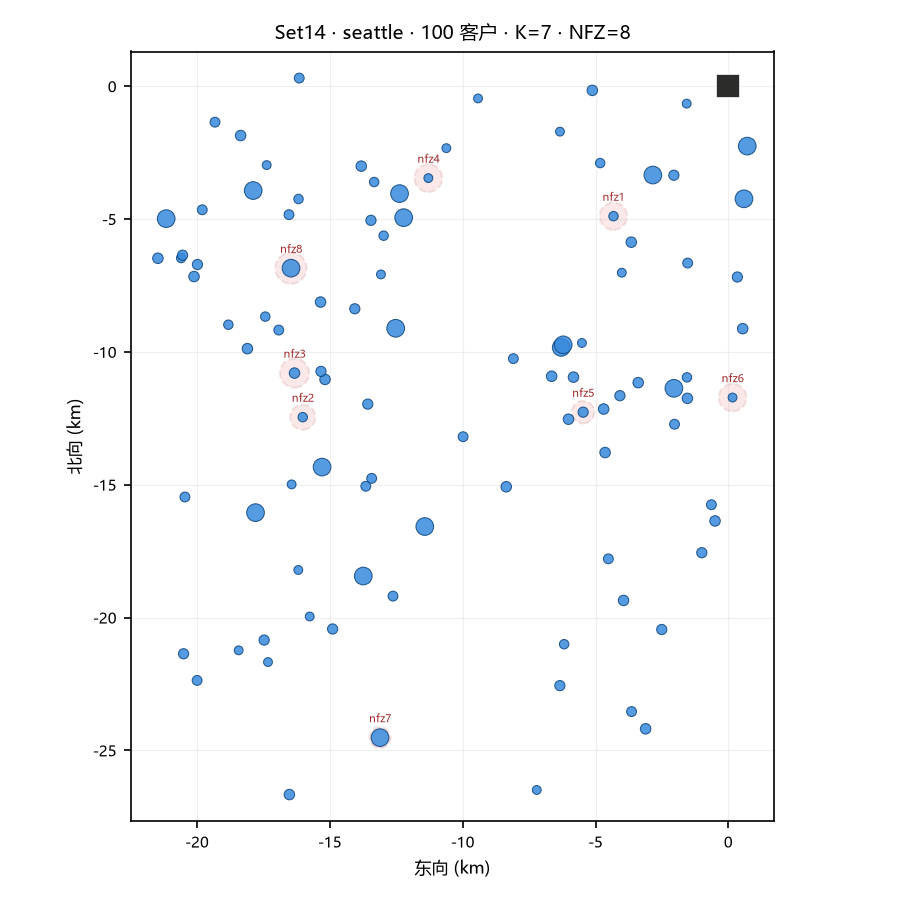 Set14 · seattle · 100 客户 · K=7 · NFZ=8
0
-5
-10
-15
-20
-25
北向 (km)
nfz4
nfz1
nfz8
nfz3
nfz6
nfz5
nfz2
nfz7
-20
-15
-10
-5
0
东向 (km)